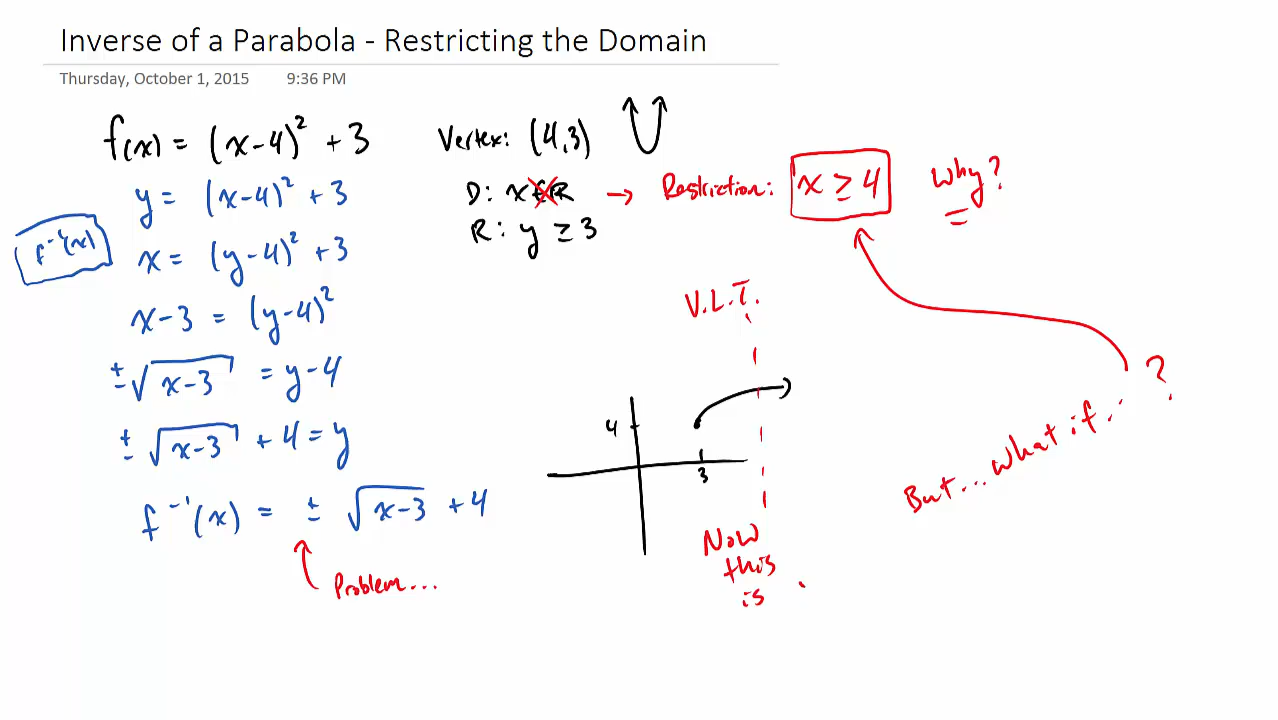 Inverse of a Parabola - Restricting the Domain
Thursday, October 1, 2015 9:36 PM
f(x) = (x-4)² + 3
Vertex: (4,3)
D: x∈ℝ → Restriction: x ≥ 4 Why?
R: y ≥ 3
y = (x-4)² + 3
f⁻¹(x)
x = (y-4)² + 3
x-3 = (y-4)²
±√x-3 = y-4
±√x-3 + 4 = y
f⁻¹(x) = ± √x-3 + 4
Problem...
V.L.T.
4
3
Now
this
is
But... what if... ?